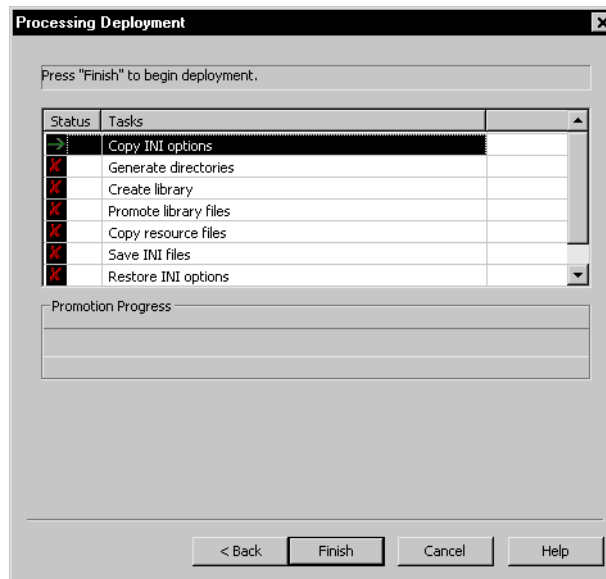 Processing Deployment
Press "Finish" to begin deployment.
Status Tasks
Copy INI options
Generate directories
Create library
Promote library files
Copy resource files
Save INI files
Restore INI options
Promotion Progress
< Back Finish Cancel Help